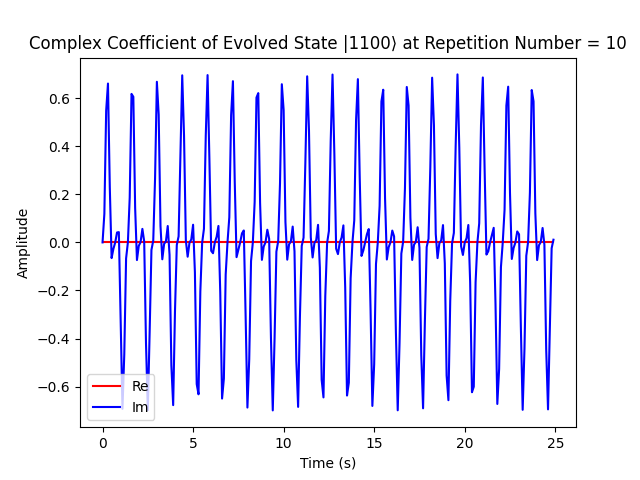 Complex Coefficient of Evolved State |1100⟩ at Repetition Number = 10
Amplitude
0.6
0.4
0.2
0.0
−0.2
−0.4
−0.6
Re
Im
0 5 10 15 20 25
Time (s)